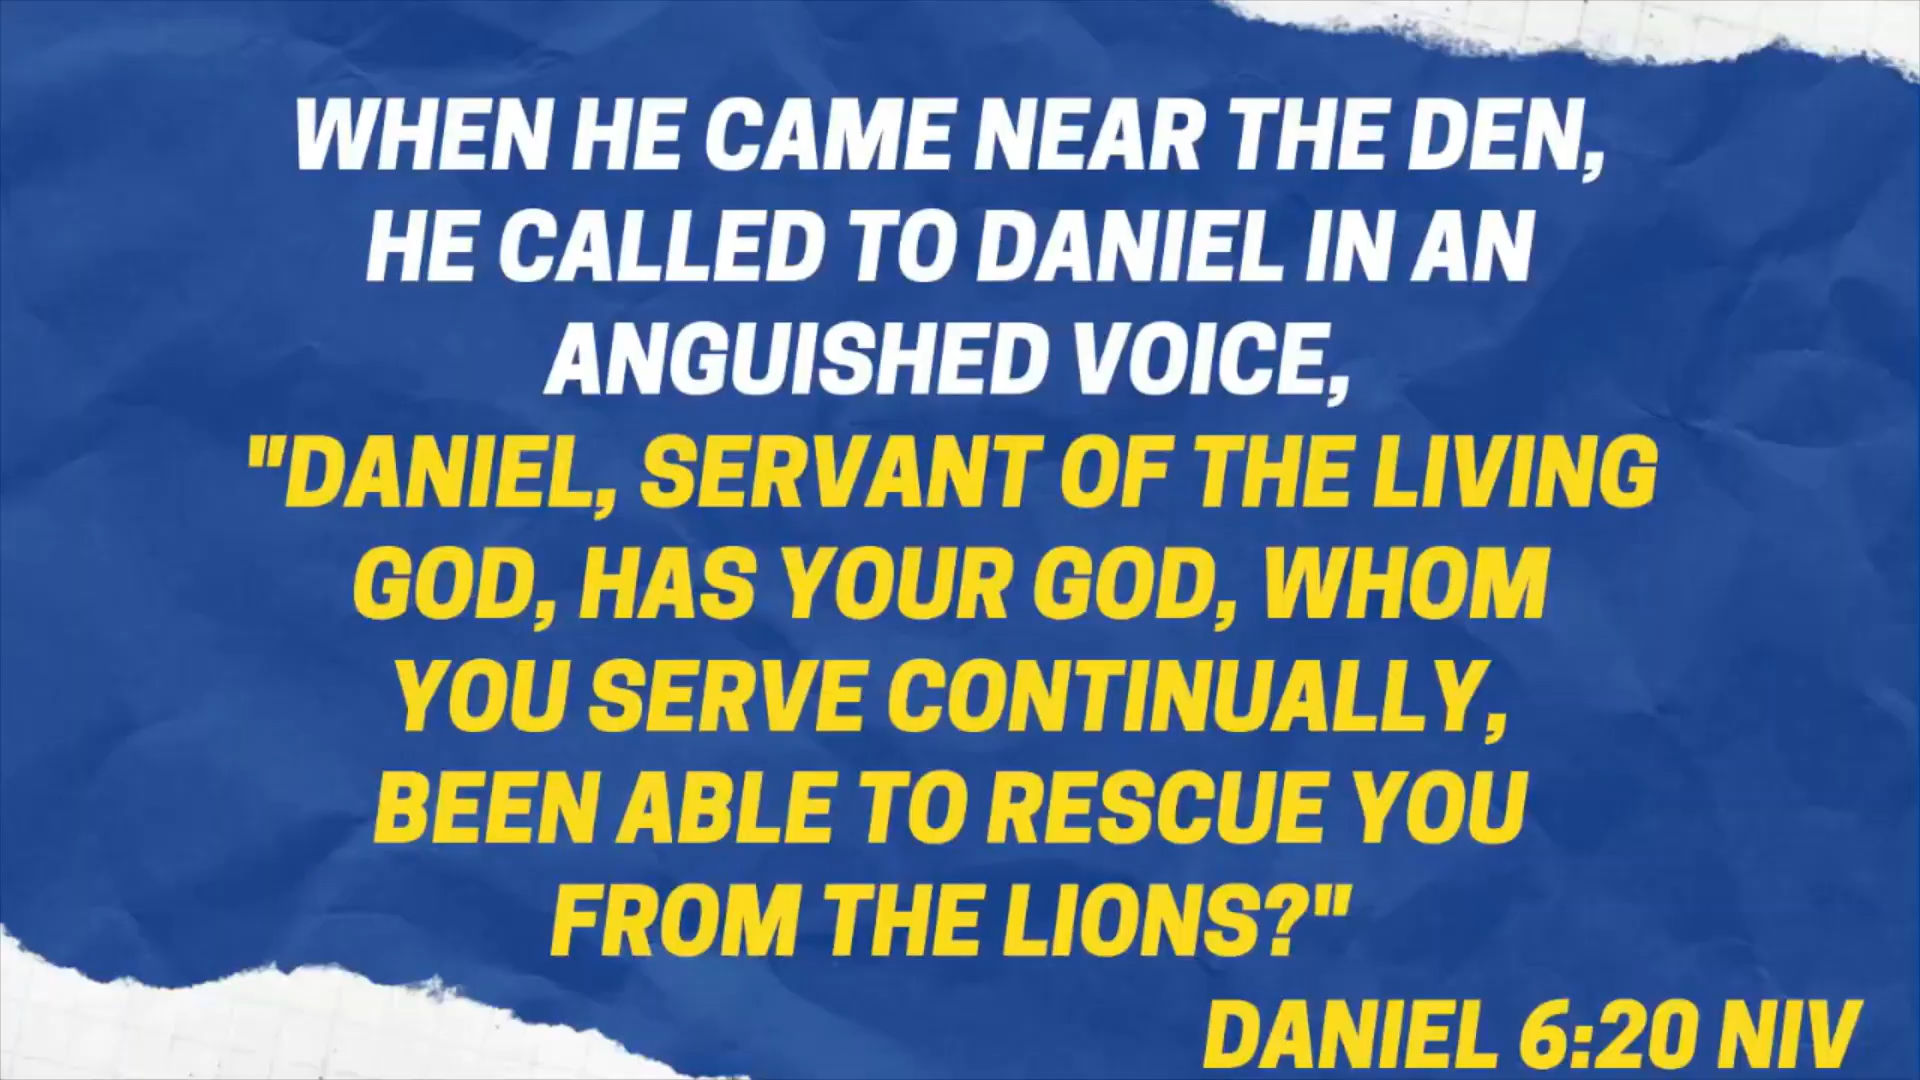 WHEN HE CAME NEAR THE DEN,
HE CALLED TO DANIEL IN AN
ANGUISHED VOICE,
"DANIEL, SERVANT OF THE LIVING
GOD, HAS YOUR GOD, WHOM
YOU SERVE CONTINUALLY,
BEEN ABLE TO RESCUE YOU
FROM THE LIONS?"
DANIEL 6:20 NIV